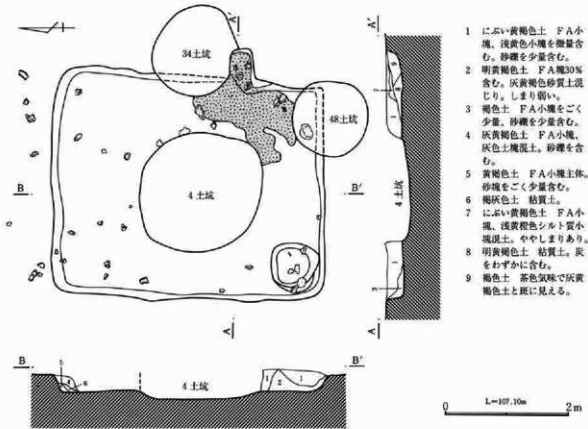 A′
A′
34土坑
48土坑
4土坑
B
B′
A
A
4土坑
B
B′
4土坑
5
6
1
2
1
2
1
3
L=107.10m
0
2m
1 にぶい黄褐色土 FA小
塊、浅黄色小塊を微量含
む。砂礫を少量含む。
2 明黄褐色土 FA塊30%
含む。灰黄褐色砂質土混
じり。しまり弱い。
3 褐色土 FA小塊をごく
少量、砂礫を少量含む。
4 灰黄褐色土 FA小塊、
灰色土塊混土。砂礫を含
む。
5 黄褐色土 FA小塊主体。
砂塊をごく少量含む。
6 褐灰色土 粘質土。
7 にぶい黄褐色土 FA小
塊、浅黄橙色シルト質小
塊混土。ややしまりあり。
8 明黄褐色土 粘質土。炭
をわずかに含む。
9 褐色土 茶色気味で灰黄
褐色土と斑に見える。